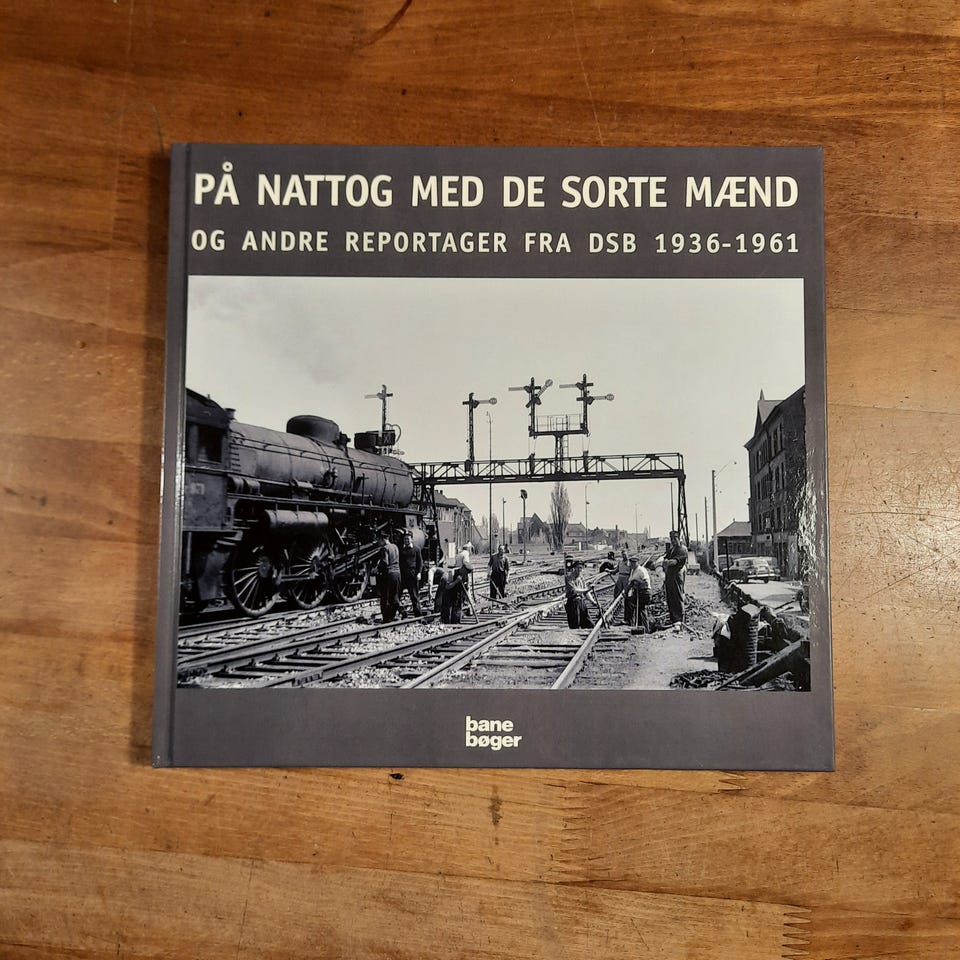 PÅ NATTOG MED DE SORTE MÆND
OG ANDRE REPORTAGER FRA DSB 1936-1961
bane
bøger